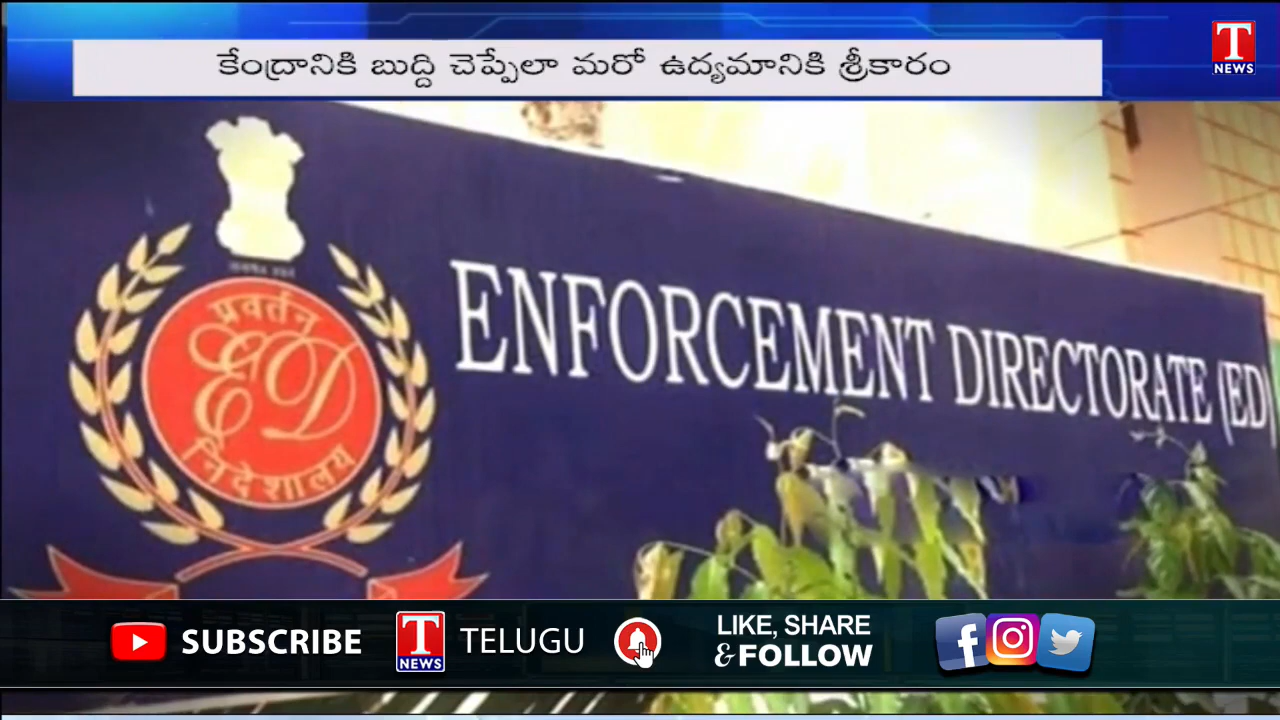 కేంద్రానికి బుద్ది చెప్పేలా మరో ఉద్యమానికి శ్రీకారం
T
NEWS
प्रवर्तन
ED
निदेशालय
ENFORCEMENT DIRECTORATE (ED)
SUBSCRIBE
T
NEWS
TELUGU
LIKE, SHARE
& FOLLOW